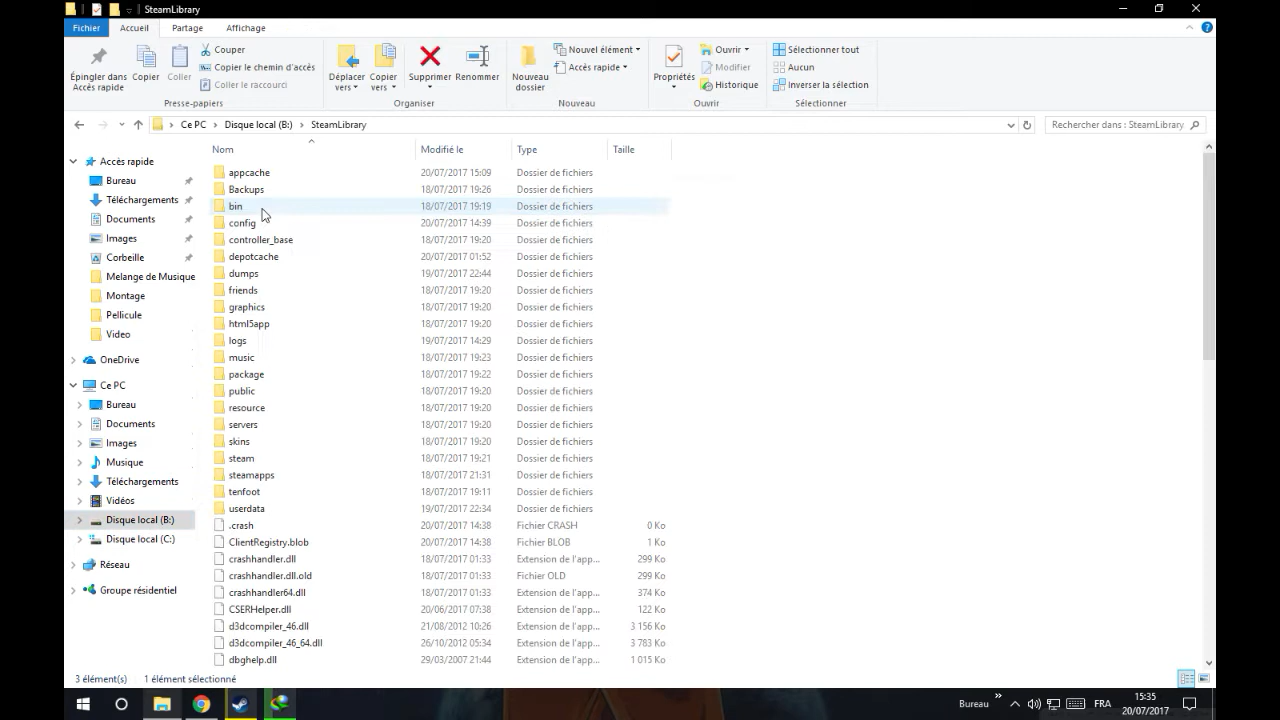 SteamLibrary
Fichier Accueil Partage Affichage
Épingler dans Accès rapide
Copier
Coller
Couper
Copier le chemin d'accès
Coller le raccourci
Presse-papiers
Déplacer vers
Copier vers
Supprimer
Renommer
Organiser
Nouveau dossier
Nouvel élément
Accès rapide
Nouveau
Propriétés
Ouvrir
Modifier
Historique
Ouvrir
Sélectionner tout
Aucun
Inverser la sélection
Sélectionner
Ce PC Disque local (B:) SteamLibrary
Rechercher dans : SteamLibrary
Accès rapide
Bureau
Téléchargements
Documents
Images
Corbeille
Melange de Musique
Montage
Pellicule
Video
OneDrive
Ce PC
Bureau
Documents
Images
Musique
Téléchargements
Vidéos
Disque local (B:)
Disque local (C:)
Réseau
Groupe résidentiel
Nom Modifié le Type Taille
appcache 20/07/2017 15:09 Dossier de fichiers
Backups 18/07/2017 19:26 Dossier de fichiers
bin 18/07/2017 19:19 Dossier de fichiers
config 20/07/2017 14:39 Dossier de fichiers
controller_base 18/07/2017 19:20 Dossier de fichiers
depotcache 20/07/2017 01:52 Dossier de fichiers
dumps 19/07/2017 22:44 Dossier de fichiers
friends 18/07/2017 19:20 Dossier de fichiers
graphics 18/07/2017 19:20 Dossier de fichiers
html5app 18/07/2017 19:20 Dossier de fichiers
logs 19/07/2017 14:29 Dossier de fichiers
music 18/07/2017 19:23 Dossier de fichiers
package 18/07/2017 19:22 Dossier de fichiers
public 18/07/2017 19:20 Dossier de fichiers
resource 18/07/2017 19:20 Dossier de fichiers
servers 18/07/2017 19:20 Dossier de fichiers
skins 18/07/2017 19:20 Dossier de fichiers
steam 18/07/2017 19:21 Dossier de fichiers
steamapps 18/07/2017 21:31 Dossier de fichiers
tenfoot 18/07/2017 19:11 Dossier de fichiers
userdata 19/07/2017 22:34 Dossier de fichiers
.crash 20/07/2017 14:38 Fichier CRASH 0 Ko
ClientRegistry.blob 20/07/2017 14:38 Fichier BLOB 1 Ko
crashhandler.dll 18/07/2017 01:33 Extension de l'app... 299 Ko
crashhandler.dll.old 18/07/2017 01:33 Fichier OLD 299 Ko
crashhandler64.dll 18/07/2017 01:33 Extension de l'app... 374 Ko
CSERHelper.dll 20/06/2017 07:38 Extension de l'app... 122 Ko
d3dcompiler_46.dll 21/08/2012 10:26 Extension de l'app... 3 156 Ko
d3dcompiler_46_64.dll 26/10/2012 05:34 Extension de l'app... 3 783 Ko
dbghelp.dll 29/03/2007 21:44 Extension de l'app... 1 015 Ko
3 élément(s) 1 élément sélectionné
Bureau » FRA 15:35
20/07/2017